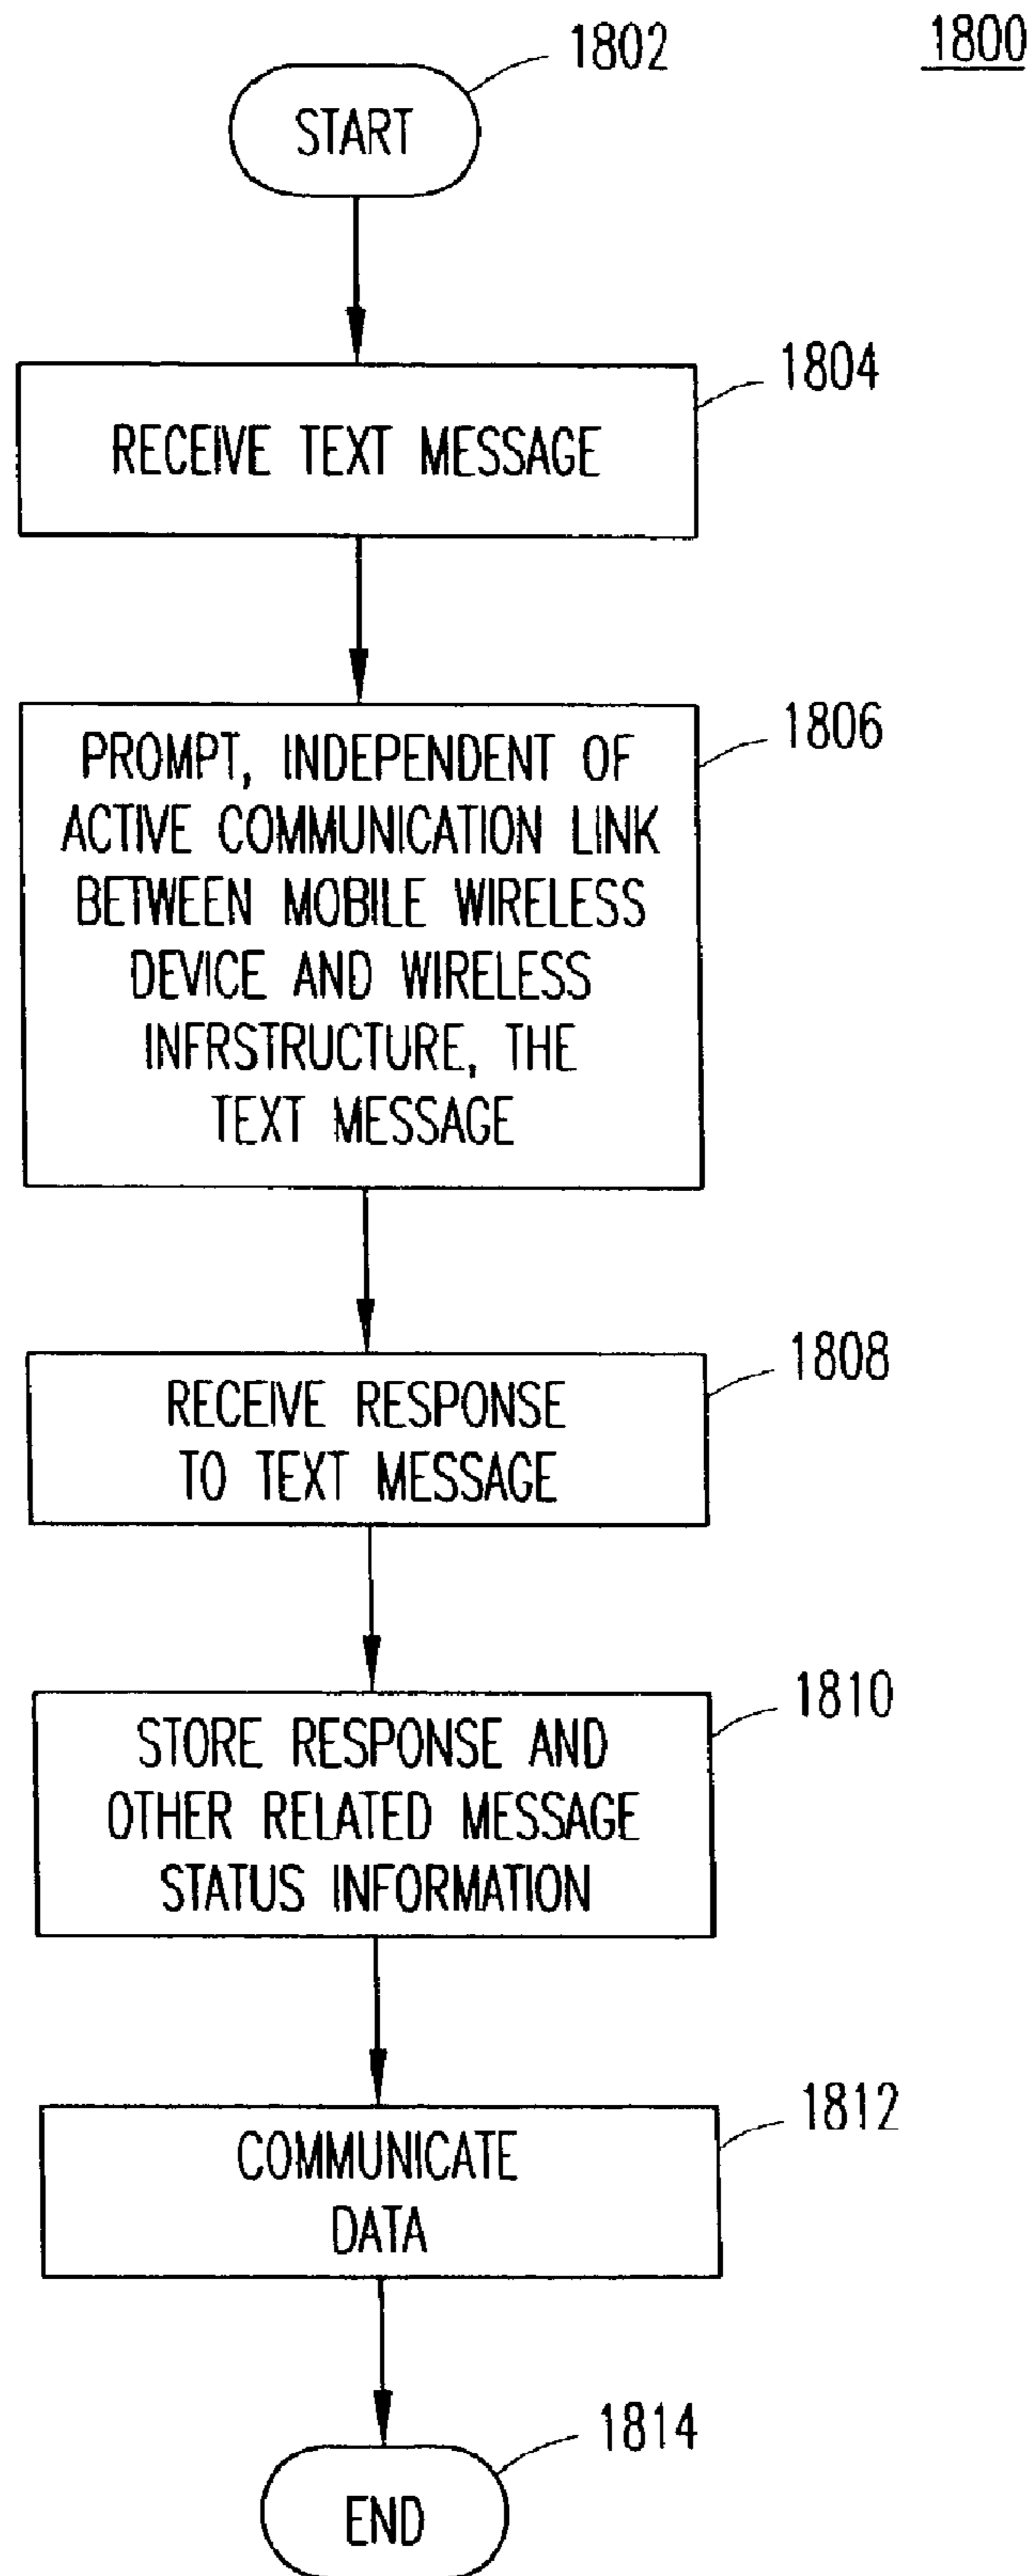 1800
1802
START
1804
RECEIVE TEXT MESSAGE
1806
PROMPT, INDEPENDENT OF
ACTIVE COMMUNICATION LINK
BETWEEN MOBILE WIRELESS
DEVICE AND WIRELESS
INFRSTRUCTURE, THE
TEXT MESSAGE
1808
RECEIVE RESPONSE
TO TEXT MESSAGE
1810
STORE RESPONSE AND
OTHER RELATED MESSAGE
STATUS INFORMATION
1812
COMMUNICATE
DATA
1814
END